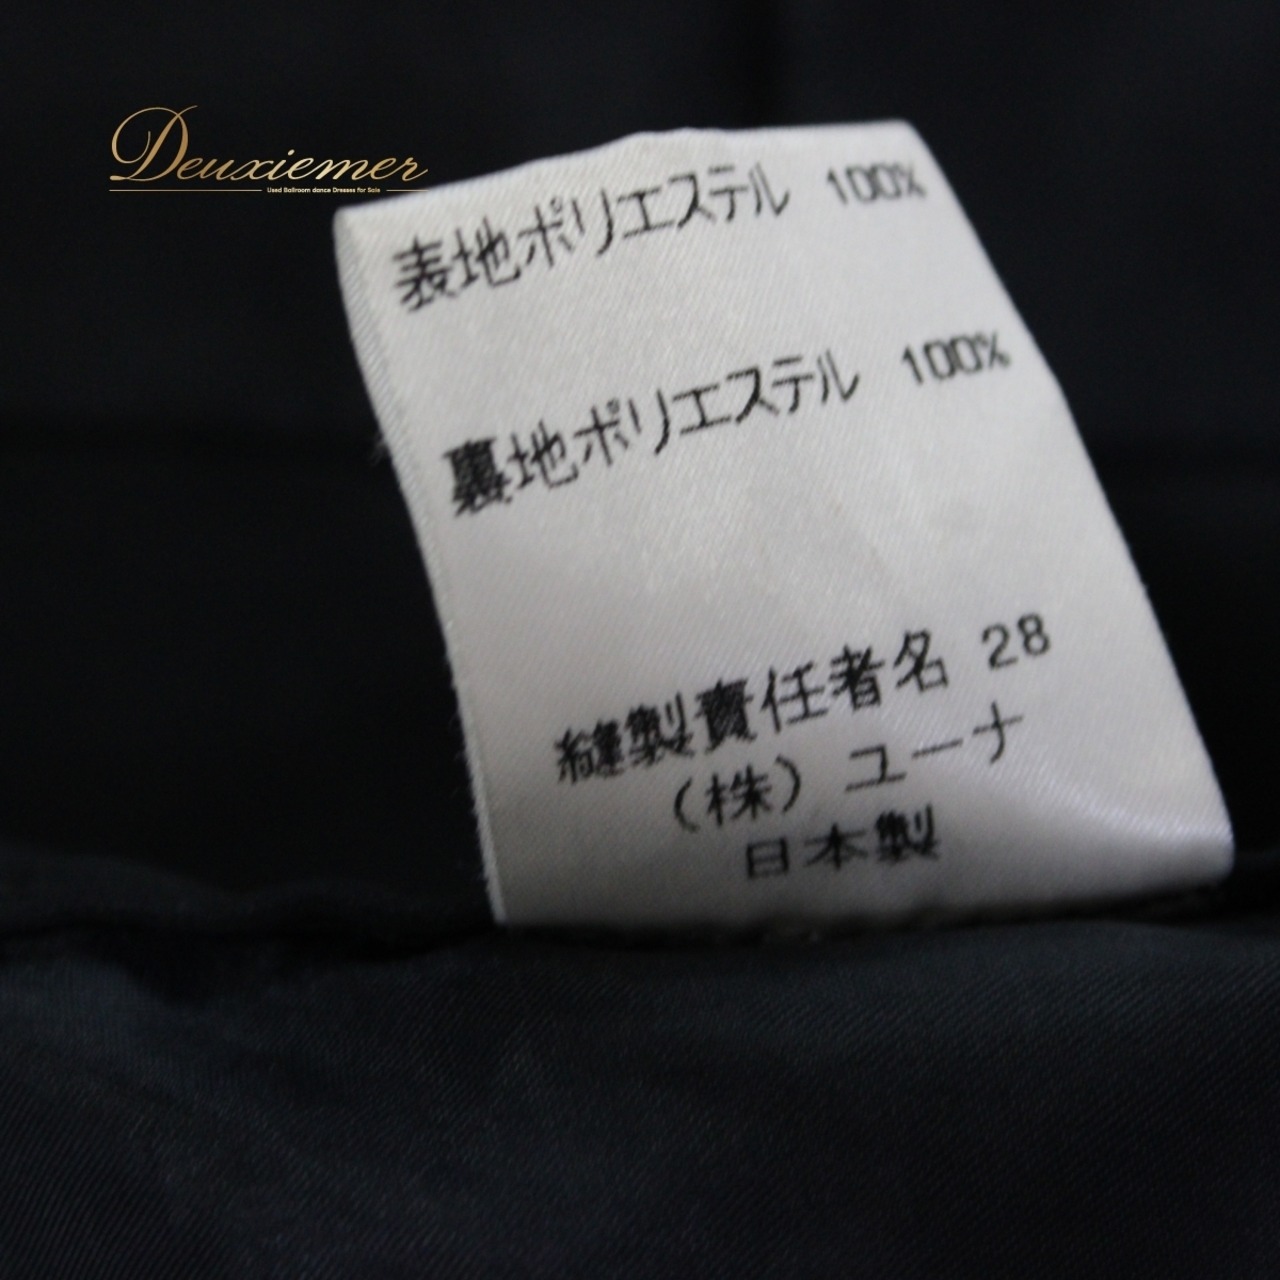 Deuxiemer
Used Ballroom dance Dresses for Sale
表地ポリエステル 100%
裏地ポリエステル 100%
縫製責任者名 28
(株) ユーナ
日本製